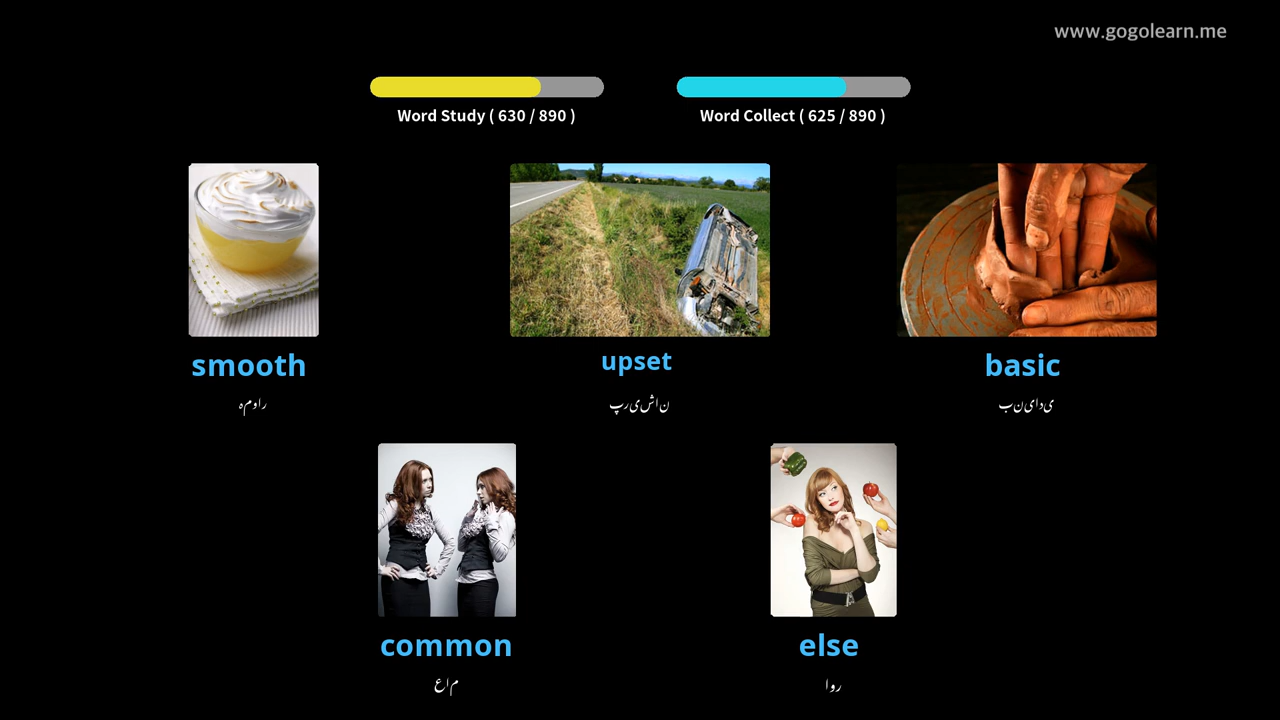 www.gogolearn.me
Word Study ( 630 / 890 )
Word Collect ( 625 / 890 )
smooth
ہموار
upset
پریشان
basic
بنیادی
common
عام
else
اور